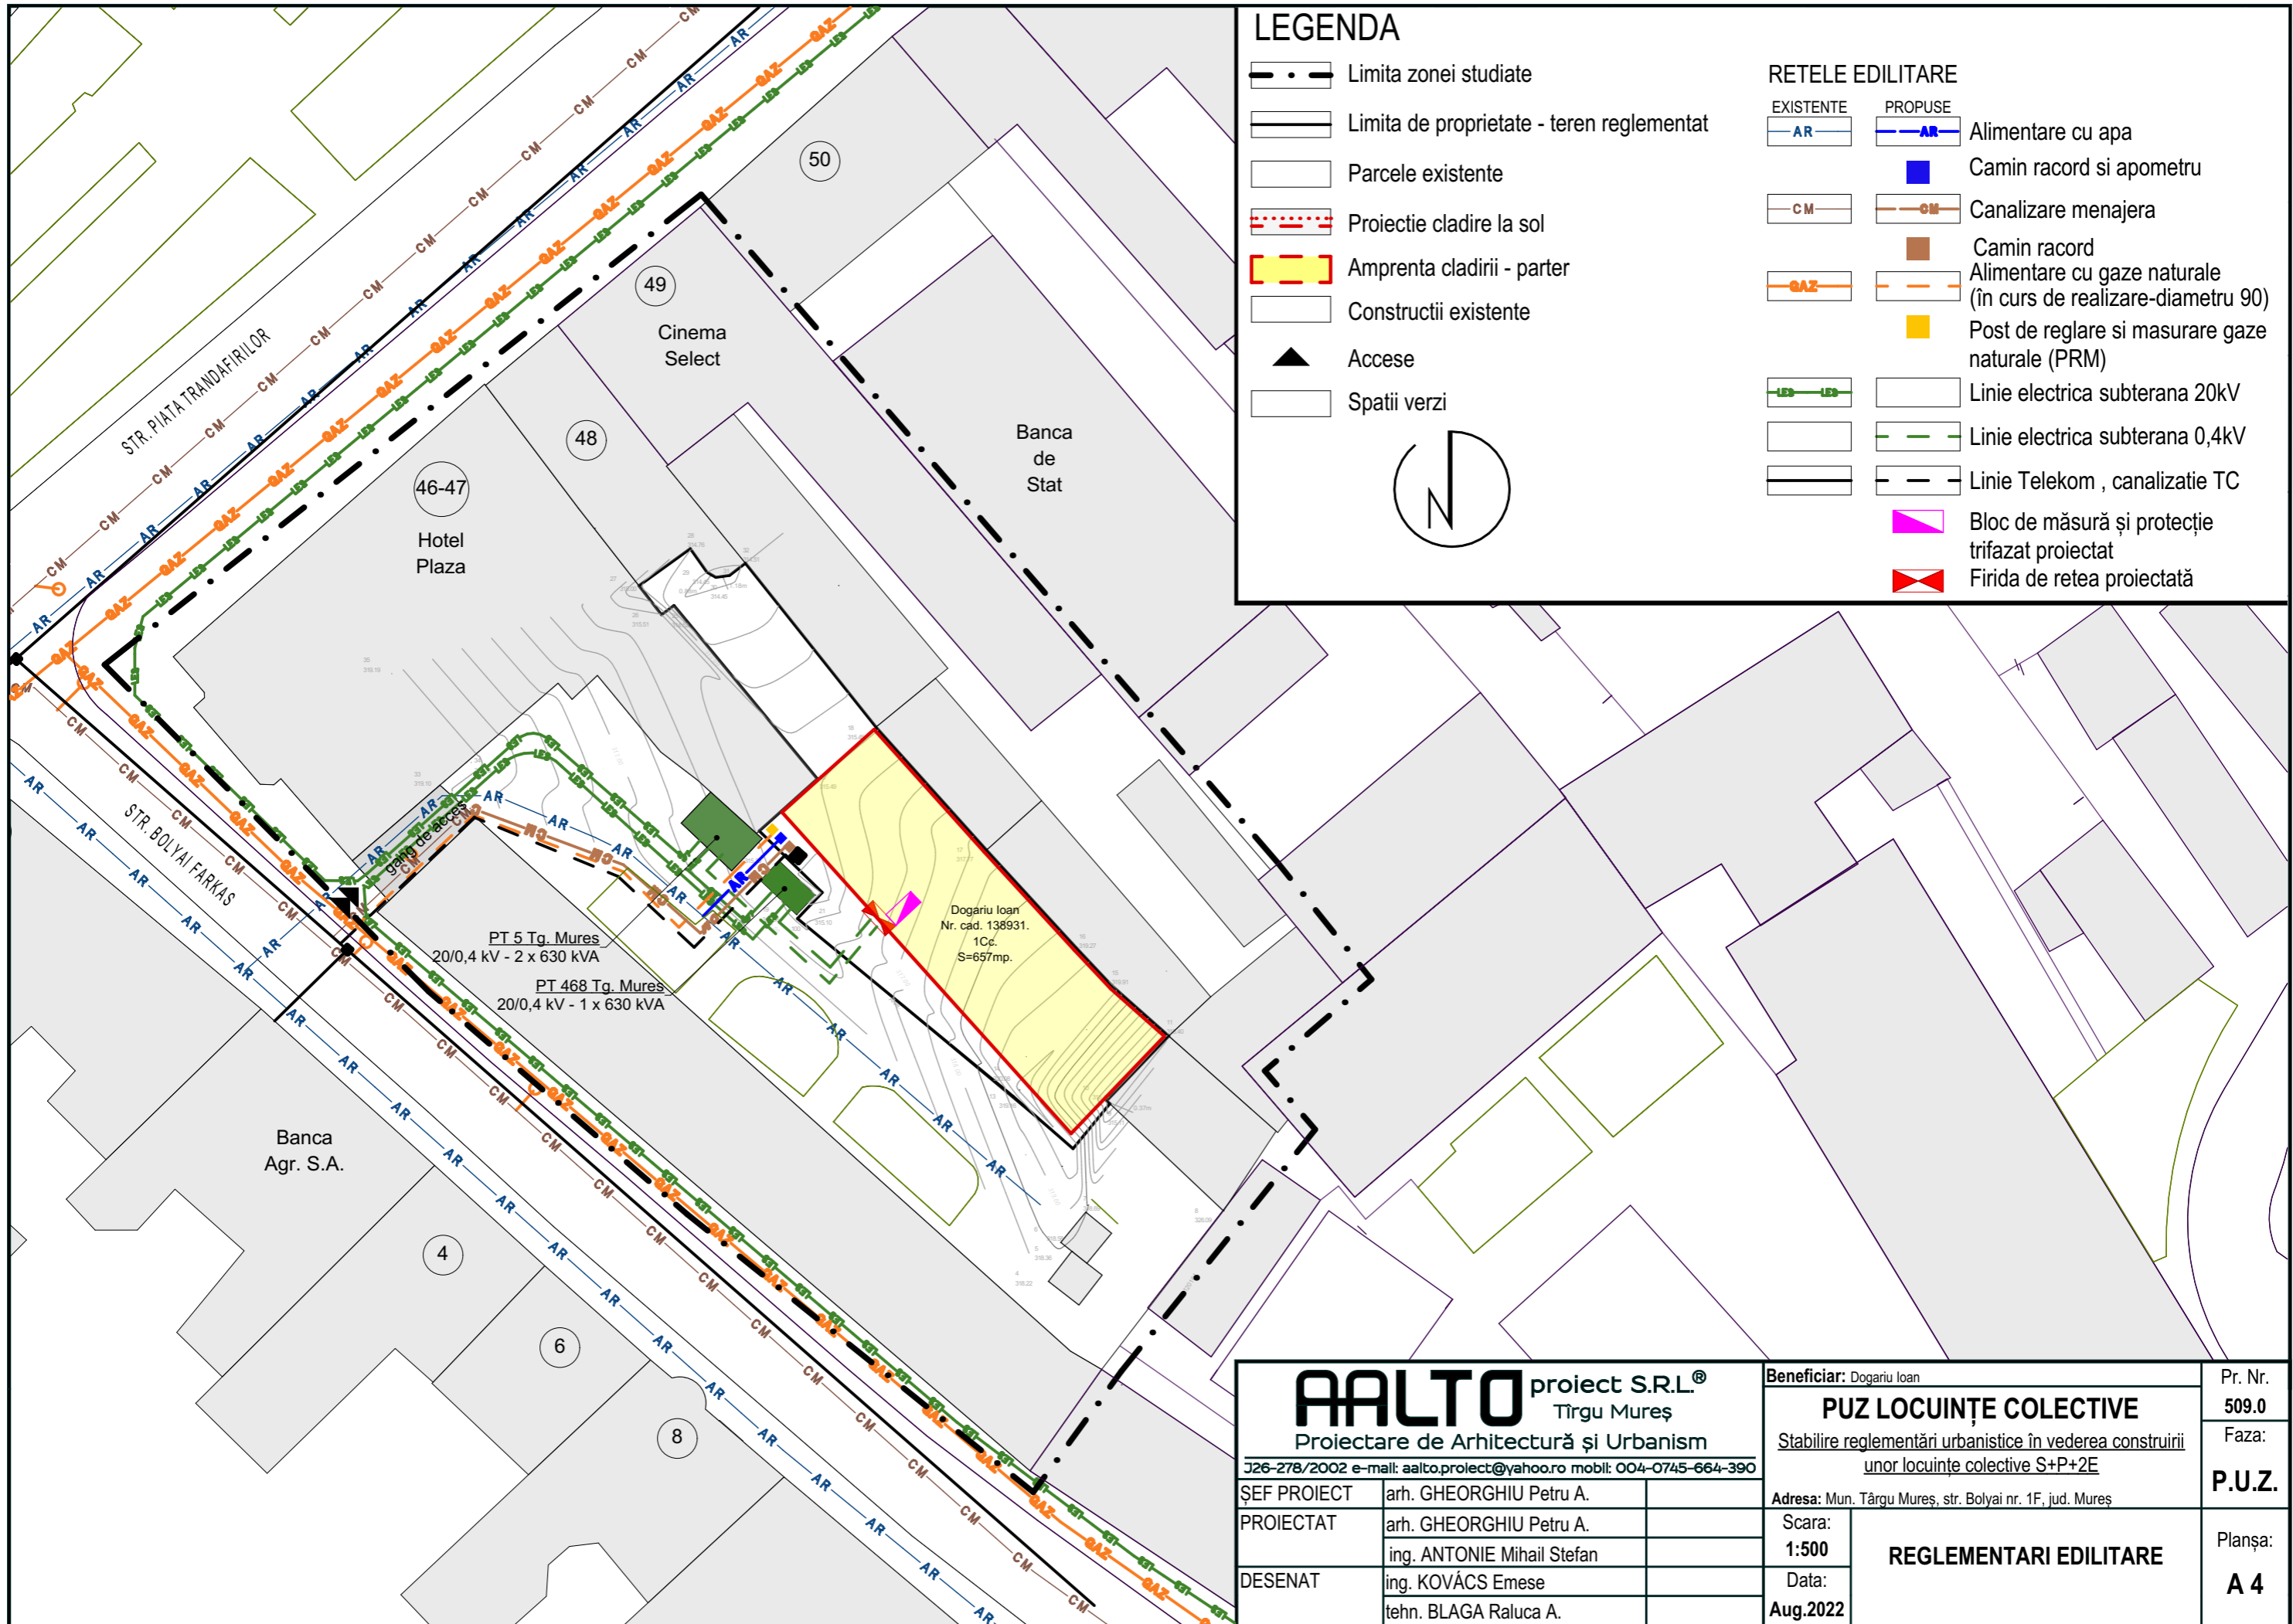 LEGENDA
Limita zonei studiate
Limita de proprietate - teren reglementat
Parcele existente
Proiectie cladire la sol
Amprenta cladirii - parter
Constructii existente
Accese
Spatii verzi
N
RETELE EDILITARE
EXISTENTE PROPUSE
AR AR Alimentare cu apa
Camin racord si apometru
CM CM Canalizare menajera
Camin racord
GAZ Alimentare cu gaze naturale
(în curs de realizare-diametru 90)
Post de reglare si masurare gaze
naturale (PRM)
LES LES Linie electrica subterana 20kV
Linie electrica subterana 0,4kV
Linie Telekom , canalizatie TC
Bloc de măsură și protecție
trifazat proiectat
Firida de retea proiectată
STR. PIATA TRANDAFIRILOR
STR. BOLYAI FARKAS
50
49
Cinema
Select
48
46-47
Hotel
Plaza
Banca
de
Stat
gang de acces
PT 5 Tg. Mures
20/0,4 kV - 2 x 630 kVA
PT 468 Tg. Mures
20/0,4 kV - 1 x 630 kVA
Dogariu Ioan
Nr. cad. 138931.
1Cc.
S=657mp.
Banca
Agr. S.A.
4
6
8
AALTO proiect S.R.L.®
Tîrgu Mureș
Proiectare de Arhitectură și Urbanism
J26-278/2002 e-mail: aalto.proiect@yahoo.ro mobil: 004-0745-664-390
ȘEF PROIECT arh. GHEORGHIU Petru A.
PROIECTAT arh. GHEORGHIU Petru A.
ing. ANTONIE Mihail Stefan
DESENAT ing. KOVÁCS Emese
tehn. BLAGA Raluca A.
Beneficiar: Dogariu Ioan
PUZ LOCUINȚE COLECTIVE
Stabilire reglementări urbanistice în vederea construirii
unor locuințe colective S+P+2E
Adresa: Mun. Târgu Mureș, str. Bolyai nr. 1F, jud. Mureș
Scara:
1:500
Data:
Aug.2022
REGLEMENTARI EDILITARE
Pr. Nr.
509.0
Faza:
P.U.Z.
Planșa:
A 4